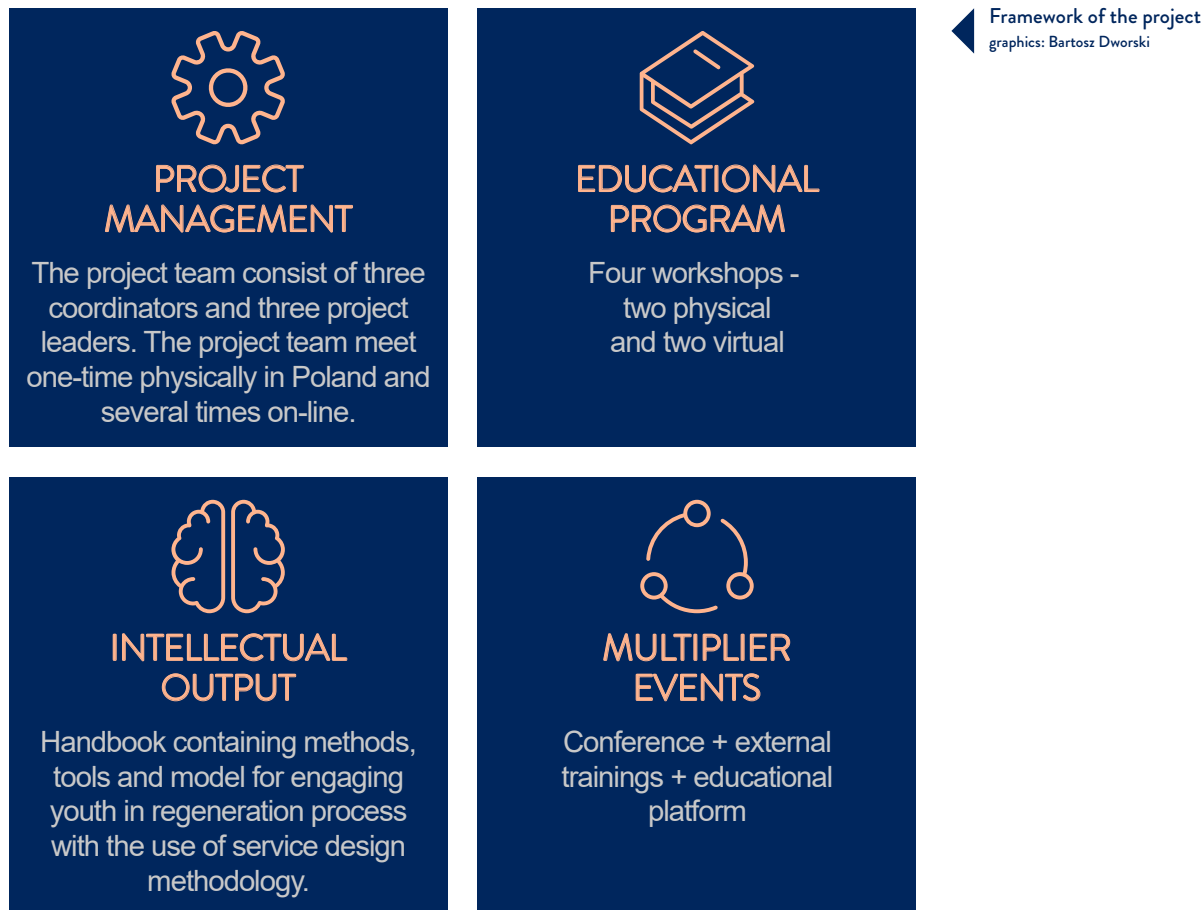 Framework of the project
graphics: Bartosz Dworski
PROJECT
MANAGEMENT
The project team consist of three
coordinators and three project
leaders. The project team meet
one-time physically in Poland and
several times on-line.
EDUCATIONAL
PROGRAM
Four workshops -
two physical
and two virtual
INTELLECTUAL
OUTPUT
Handbook containing methods,
tools and model for engaging
youth in regeneration process
with the use of service design
methodology.
MULTIPLIER
EVENTS
Conference + external
trainings + educational
platform